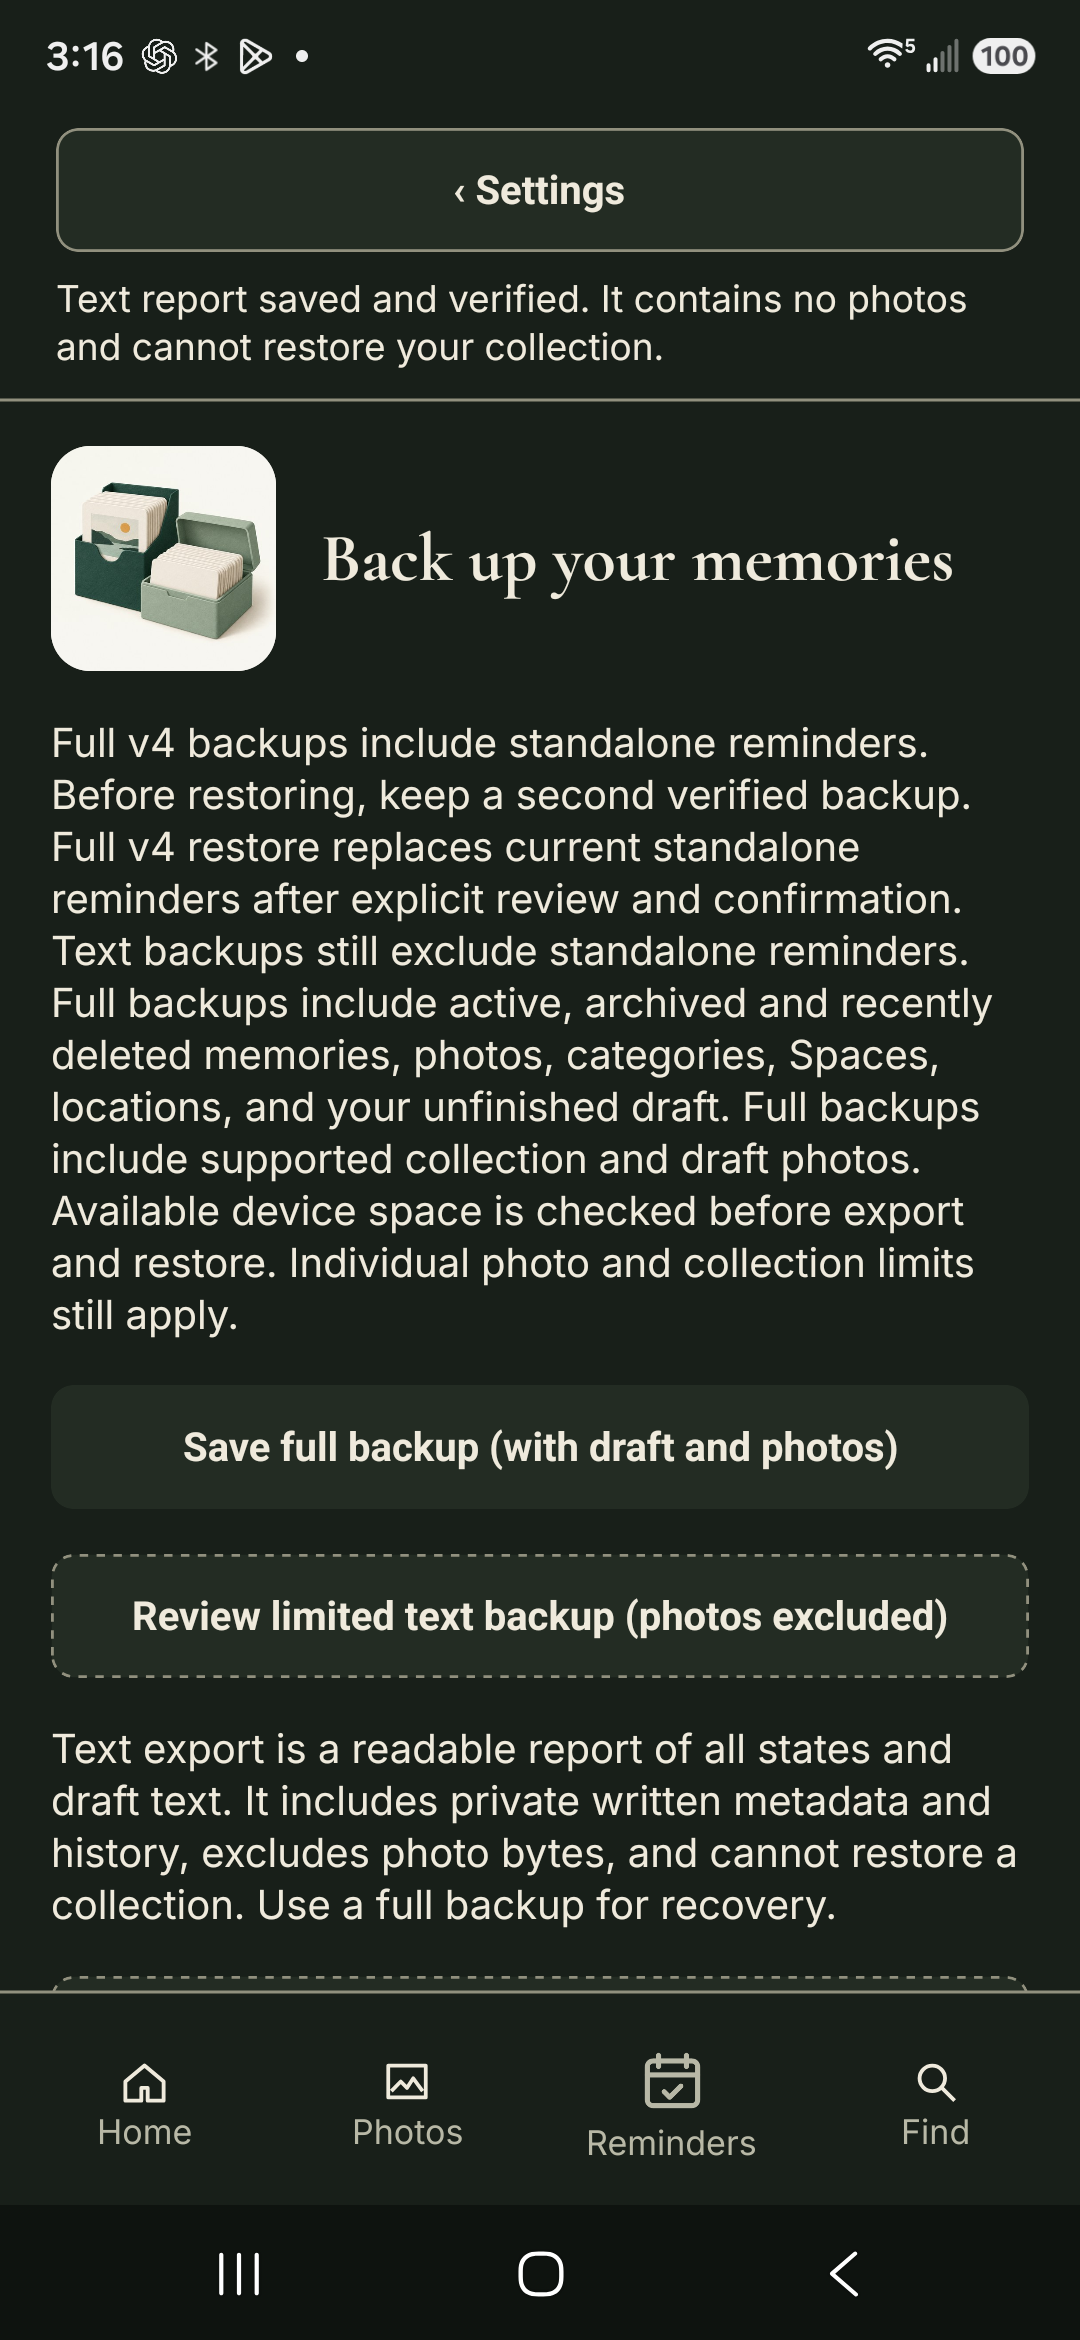 3:16
5
100
‹ Settings
Text report saved and verified. It contains no photos
and cannot restore your collection.
Back up your memories
Full v4 backups include standalone reminders.
Before restoring, keep a second verified backup.
Full v4 restore replaces current standalone
reminders after explicit review and confirmation.
Text backups still exclude standalone reminders.
Full backups include active, archived and recently
deleted memories, photos, categories, Spaces,
locations, and your unfinished draft. Full backups
include supported collection and draft photos.
Available device space is checked before export
and restore. Individual photo and collection limits
still apply.
Save full backup (with draft and photos)
Review limited text backup (photos excluded)
Text export is a readable report of all states and
draft text. It includes private written metadata and
history, excludes photo bytes, and cannot restore a
collection. Use a full backup for recovery.
Home
Photos
Reminders
Find